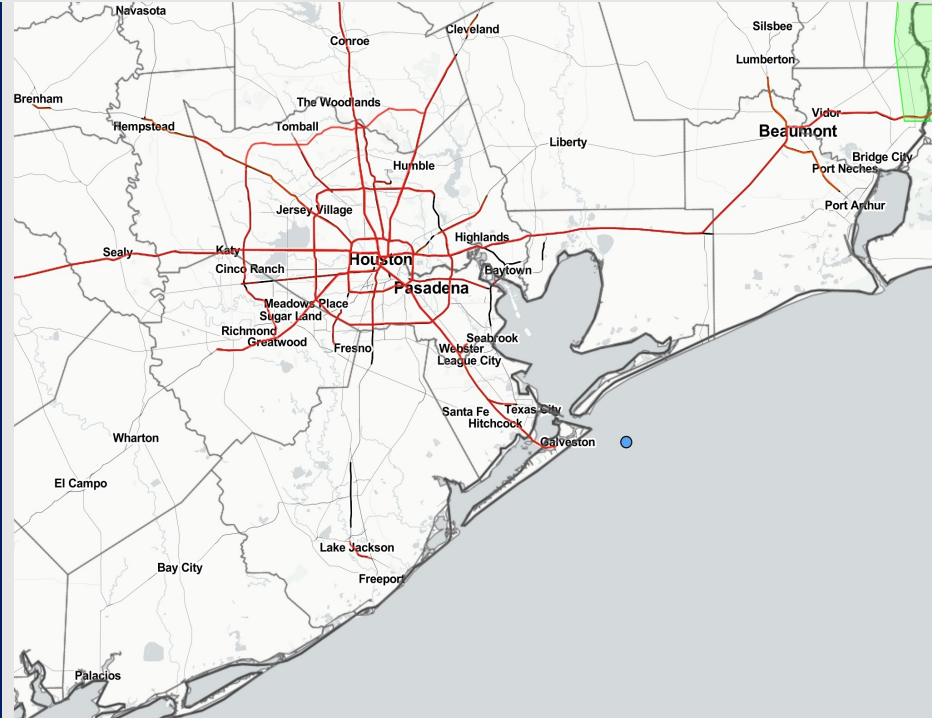 Navasota
Cleveland
Silsbee
Conroe
Lumberton
Brenham
The Woodlands
Vidor
Hempstead
Tomball
Beaumont
Liberty
Bridge City
Humble
Port Neches
Port Arthur
Jersey Village
Highlands
Sealy
Katy
Houston
Cinco Ranch
Baytown
Pasadena
Meadows Place
Sugar Land
Richmond
Seabrook
Greatwood
Fresno
Webster
League City
Santa Fe
Texas City
Hitchcock
Wharton
Galveston
El Campo
Lake Jackson
Bay City
Freeport
Palacios